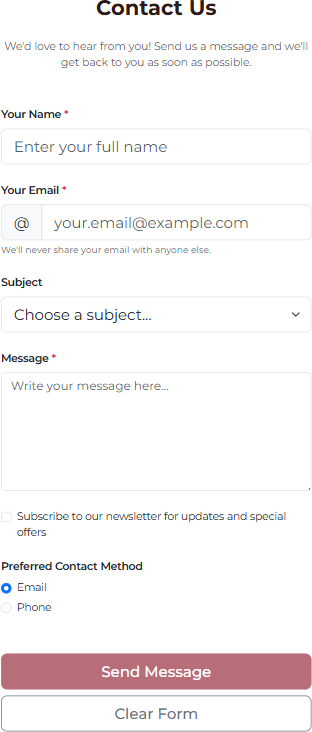 Contact Us
We'd love to hear from you! Send us a message and we'll
get back to you as soon as possible.
Your Name *
Enter your full name
Your Email *
@ your.email@example.com
We'll never share your email with anyone else.
Subject
Choose a subject...
Message *
Write your message here...
Subscribe to our newsletter for updates and special
offers
Preferred Contact Method
Email
Phone
Send Message
Clear Form